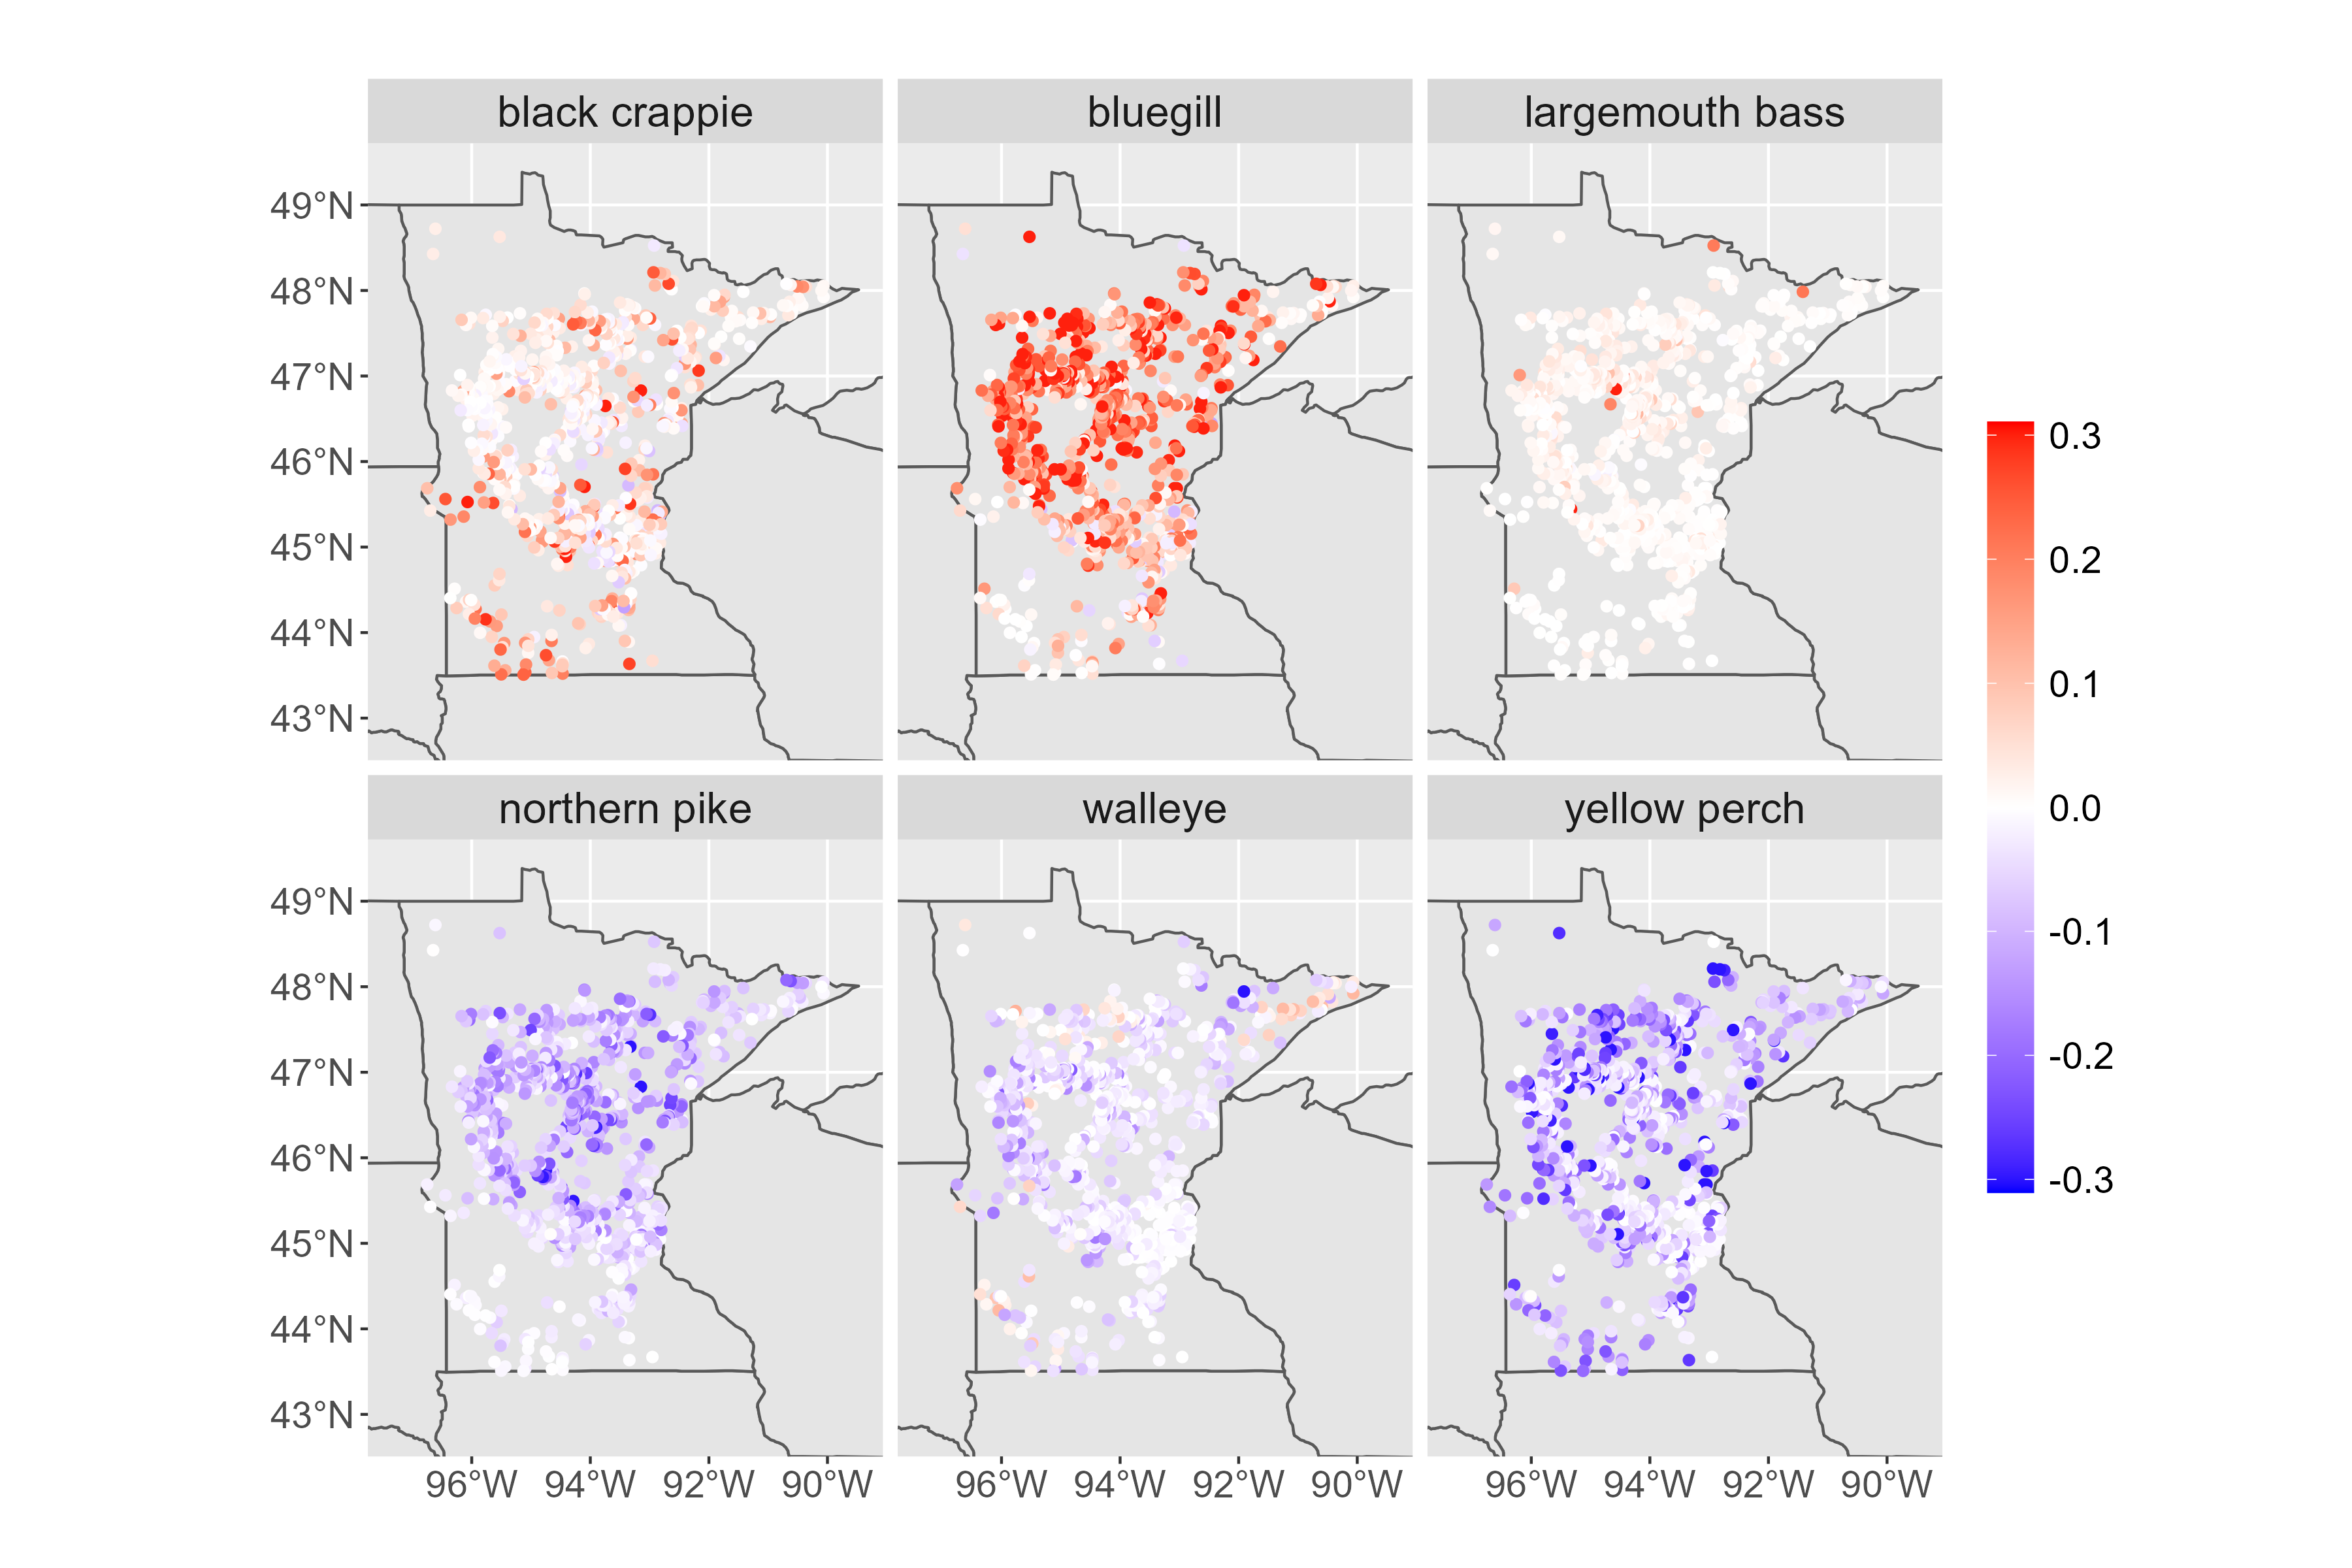 black crappie
bluegill
largemouth bass
49°N
48°N
47°N
46°N
45°N
44°N
43°N
0.3
0.2
0.1
0.0
-0.1
-0.2
-0.3
northern pike
walleye
yellow perch
49°N
48°N
47°N
46°N
45°N
44°N
43°N
96°W 94°W 92°W 90°W
96°W 94°W 92°W 90°W
96°W 94°W 92°W 90°W